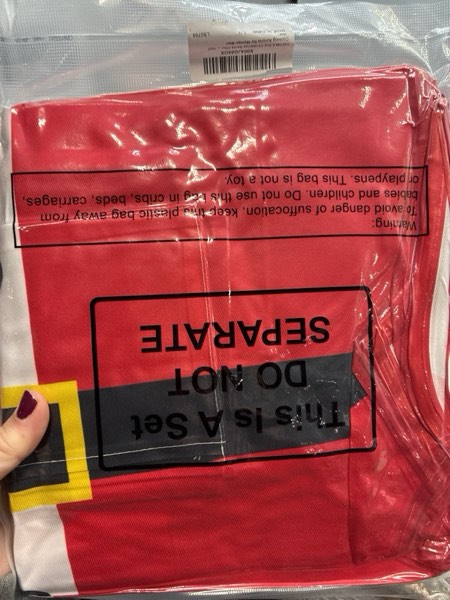 This Is A Set
DO NOT
SEPARATE
Warning:
To avoid danger of suffocation, keep this plastic bag away from
babies and children. Do not use this bag in cribs, beds, carriages,
or playpens. This bag is not a toy.